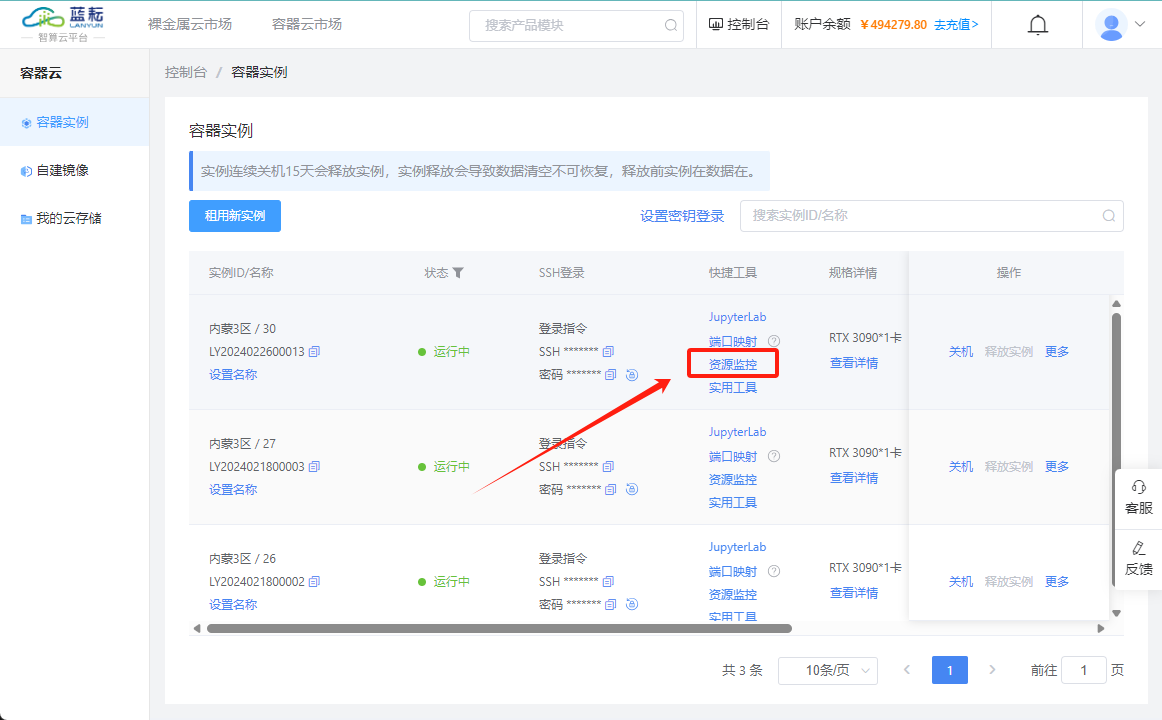 蓝耘
LANYUN
智算云平台
裸金属云市场
容器云市场
搜索产品模块
控制台
账户余额 ¥494279.80 去充值>
容器云
容器实例
自建镜像
我的云存储
控制台 / 容器实例
容器实例
实例连续关机15天会释放实例，实例释放会导致数据清空不可恢复，释放前实例在数据在。
租用新实例
设置密钥登录
搜索实例ID/名称
实例ID/名称
状态
SSH登录
快捷工具
规格详情
操作
内蒙3区 / 30
LY2024022600013
设置名称
运行中
登录指令
SSH *******
密码 *******
JupyterLab
端口映射
资源监控
实用工具
RTX 3090*1卡
查看详情
关机 释放实例 更多
内蒙3区 / 27
LY2024021800003
设置名称
运行中
登录指令
SSH *******
密码 *******
JupyterLab
端口映射
资源监控
实用工具
RTX 3090*1卡
查看详情
关机 释放实例 更多
内蒙3区 / 26
LY2024021800002
设置名称
运行中
登录指令
SSH *******
密码 *******
JupyterLab
端口映射
资源监控
实用工具
RTX 3090*1卡
查看详情
关机 释放实例 更多
客服
反馈
共 3 条
10条/页
1
前往 1 页